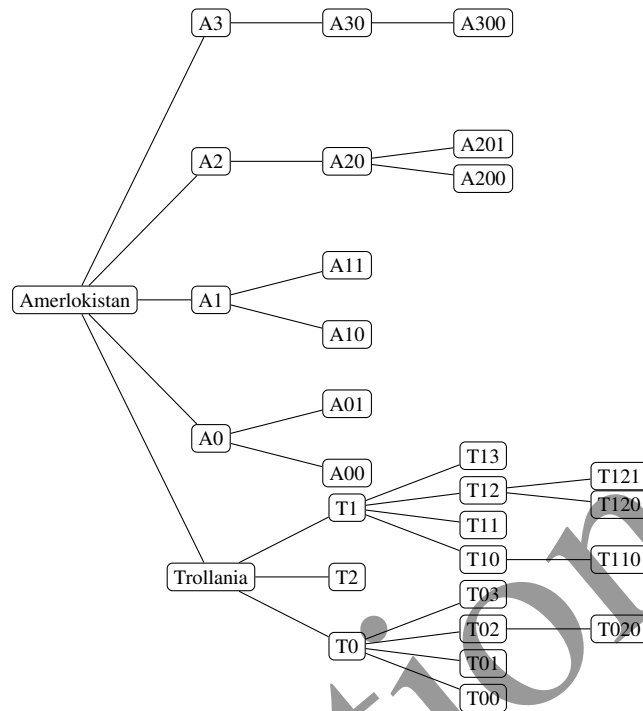 A3 A30 A300
A201
A2 A20
A200
A11
Amerlokistan A1
A10
A01
A0
T13
A00
T121
T12
T1
T120
T11
T10 T110
Trollania T2
T03
T02 T020
T0
T01
T00